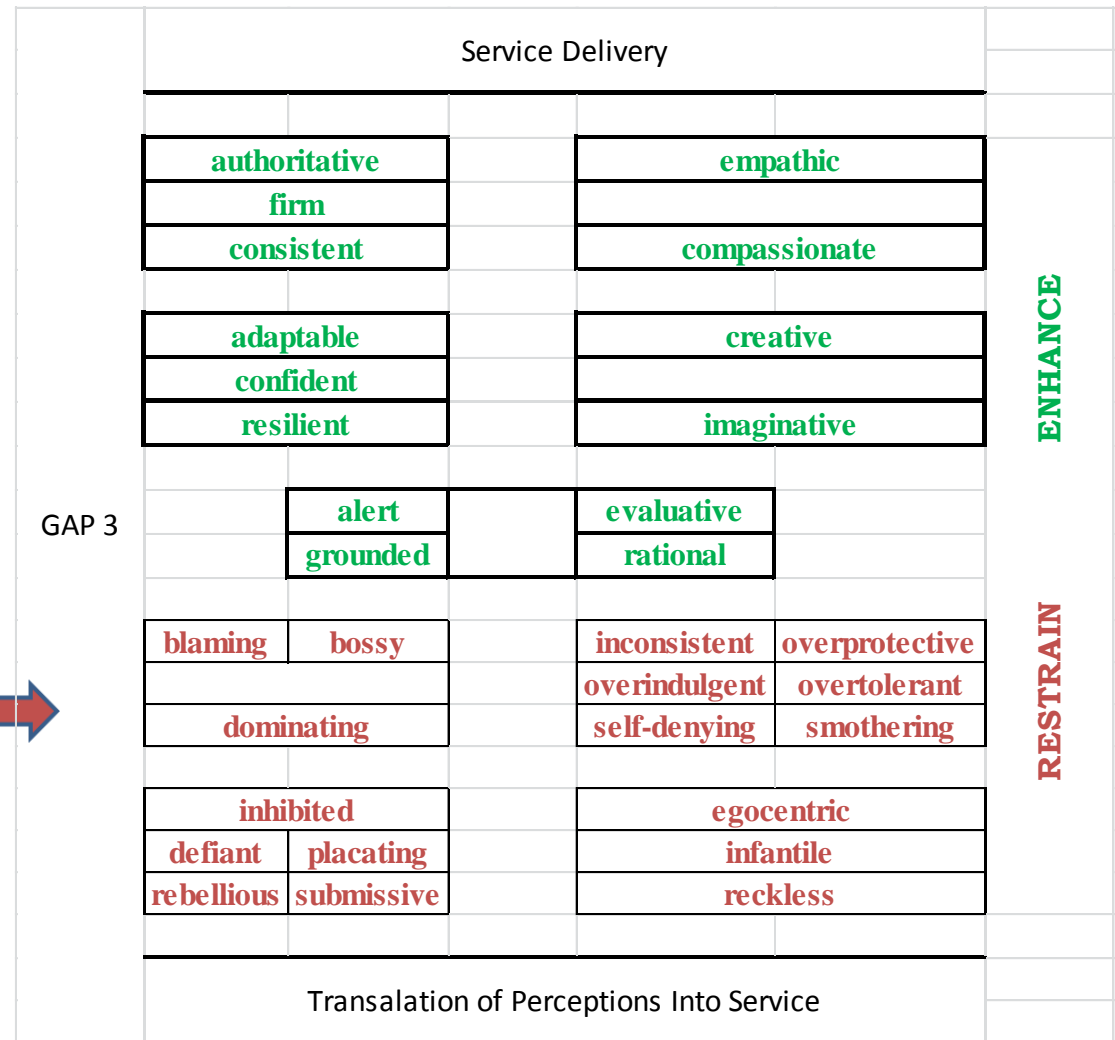 Service Delivery
authoritative empathic
firm
consistent compassionate
adaptable creative
confident
resilient imaginative
ENHANCE
GAP 3
alert evaluative
grounded rational
blaming bossy inconsistent overprotective
overindulgent overtolerant
dominating self-denying smothering
RESTRAIN
inhibited egocentric
defiant placating infantile
rebellious submissive reckless
Transalation of Perceptions Into Service